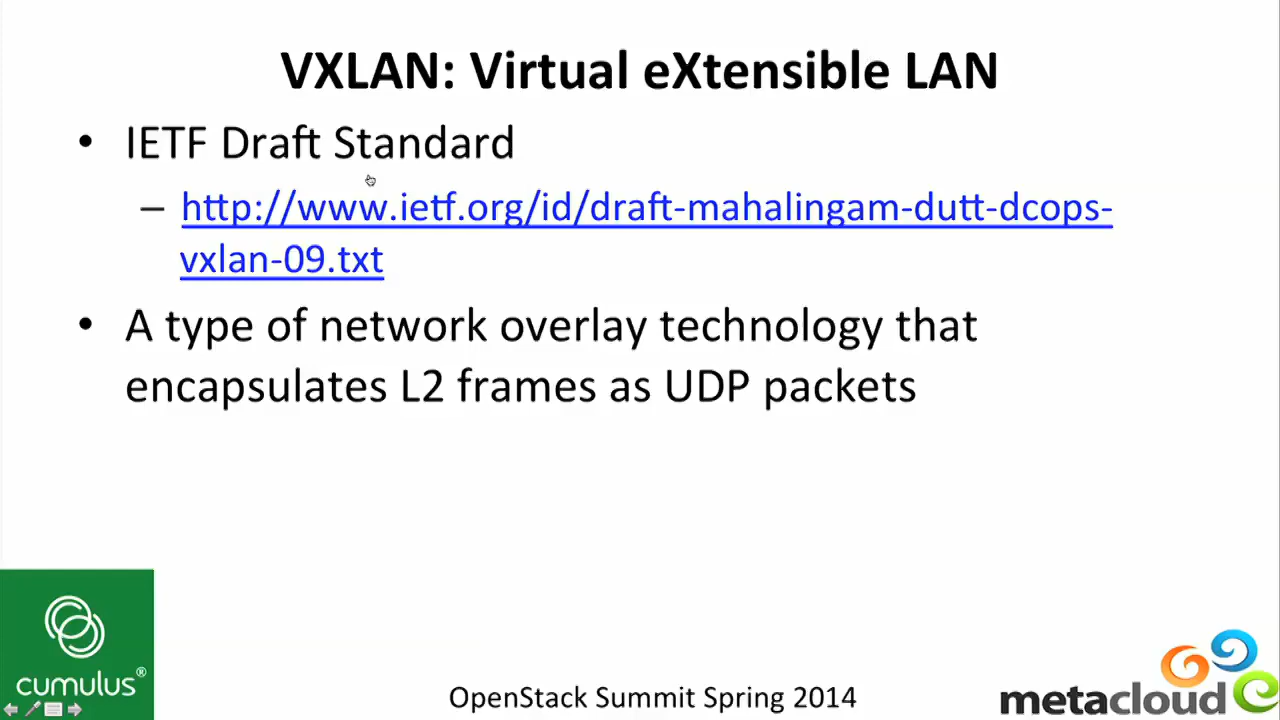 VXLAN: Virtual eXtensible LAN
• IETF Draft Standard
– http://www.ietf.org/id/draft-mahalingam-dutt-dcops-
vxlan-09.txt
• A type of network overlay technology that
encapsulates L2 frames as UDP packets
cumulus®
OpenStack Summit Spring 2014
metacloud